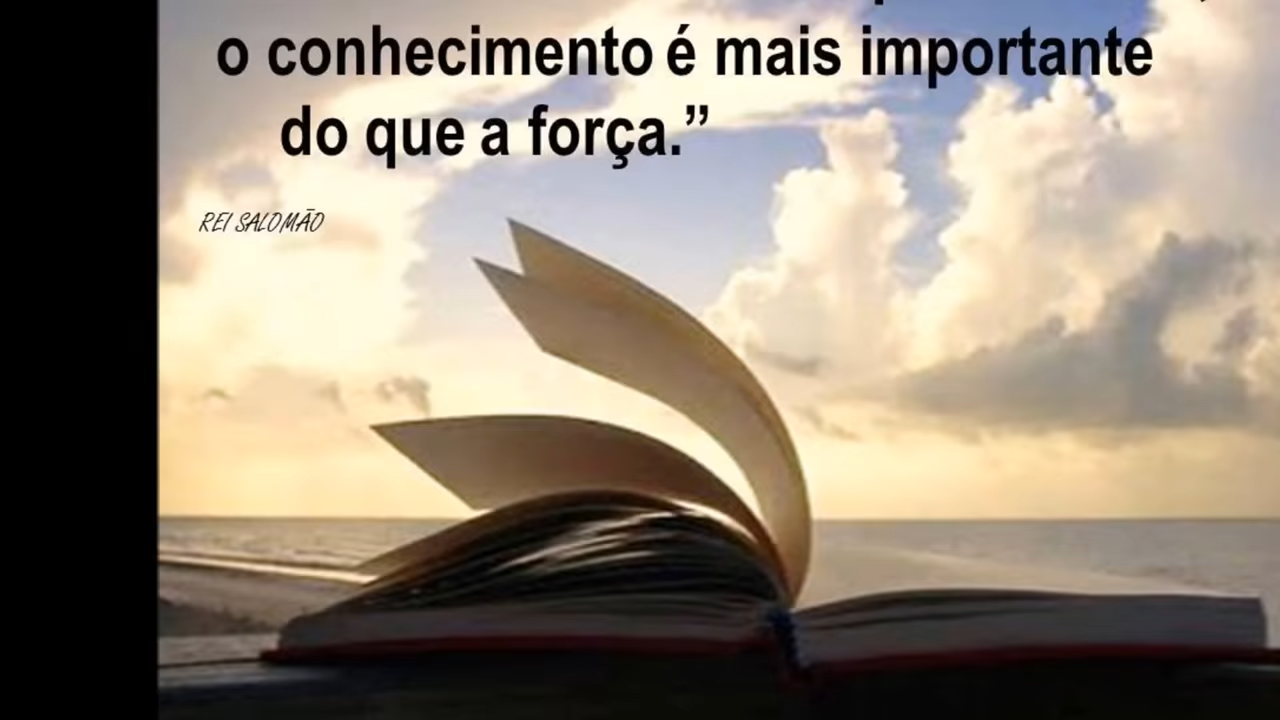 o conhecimento é mais importante
do que a força.”
REI SALOMÃO